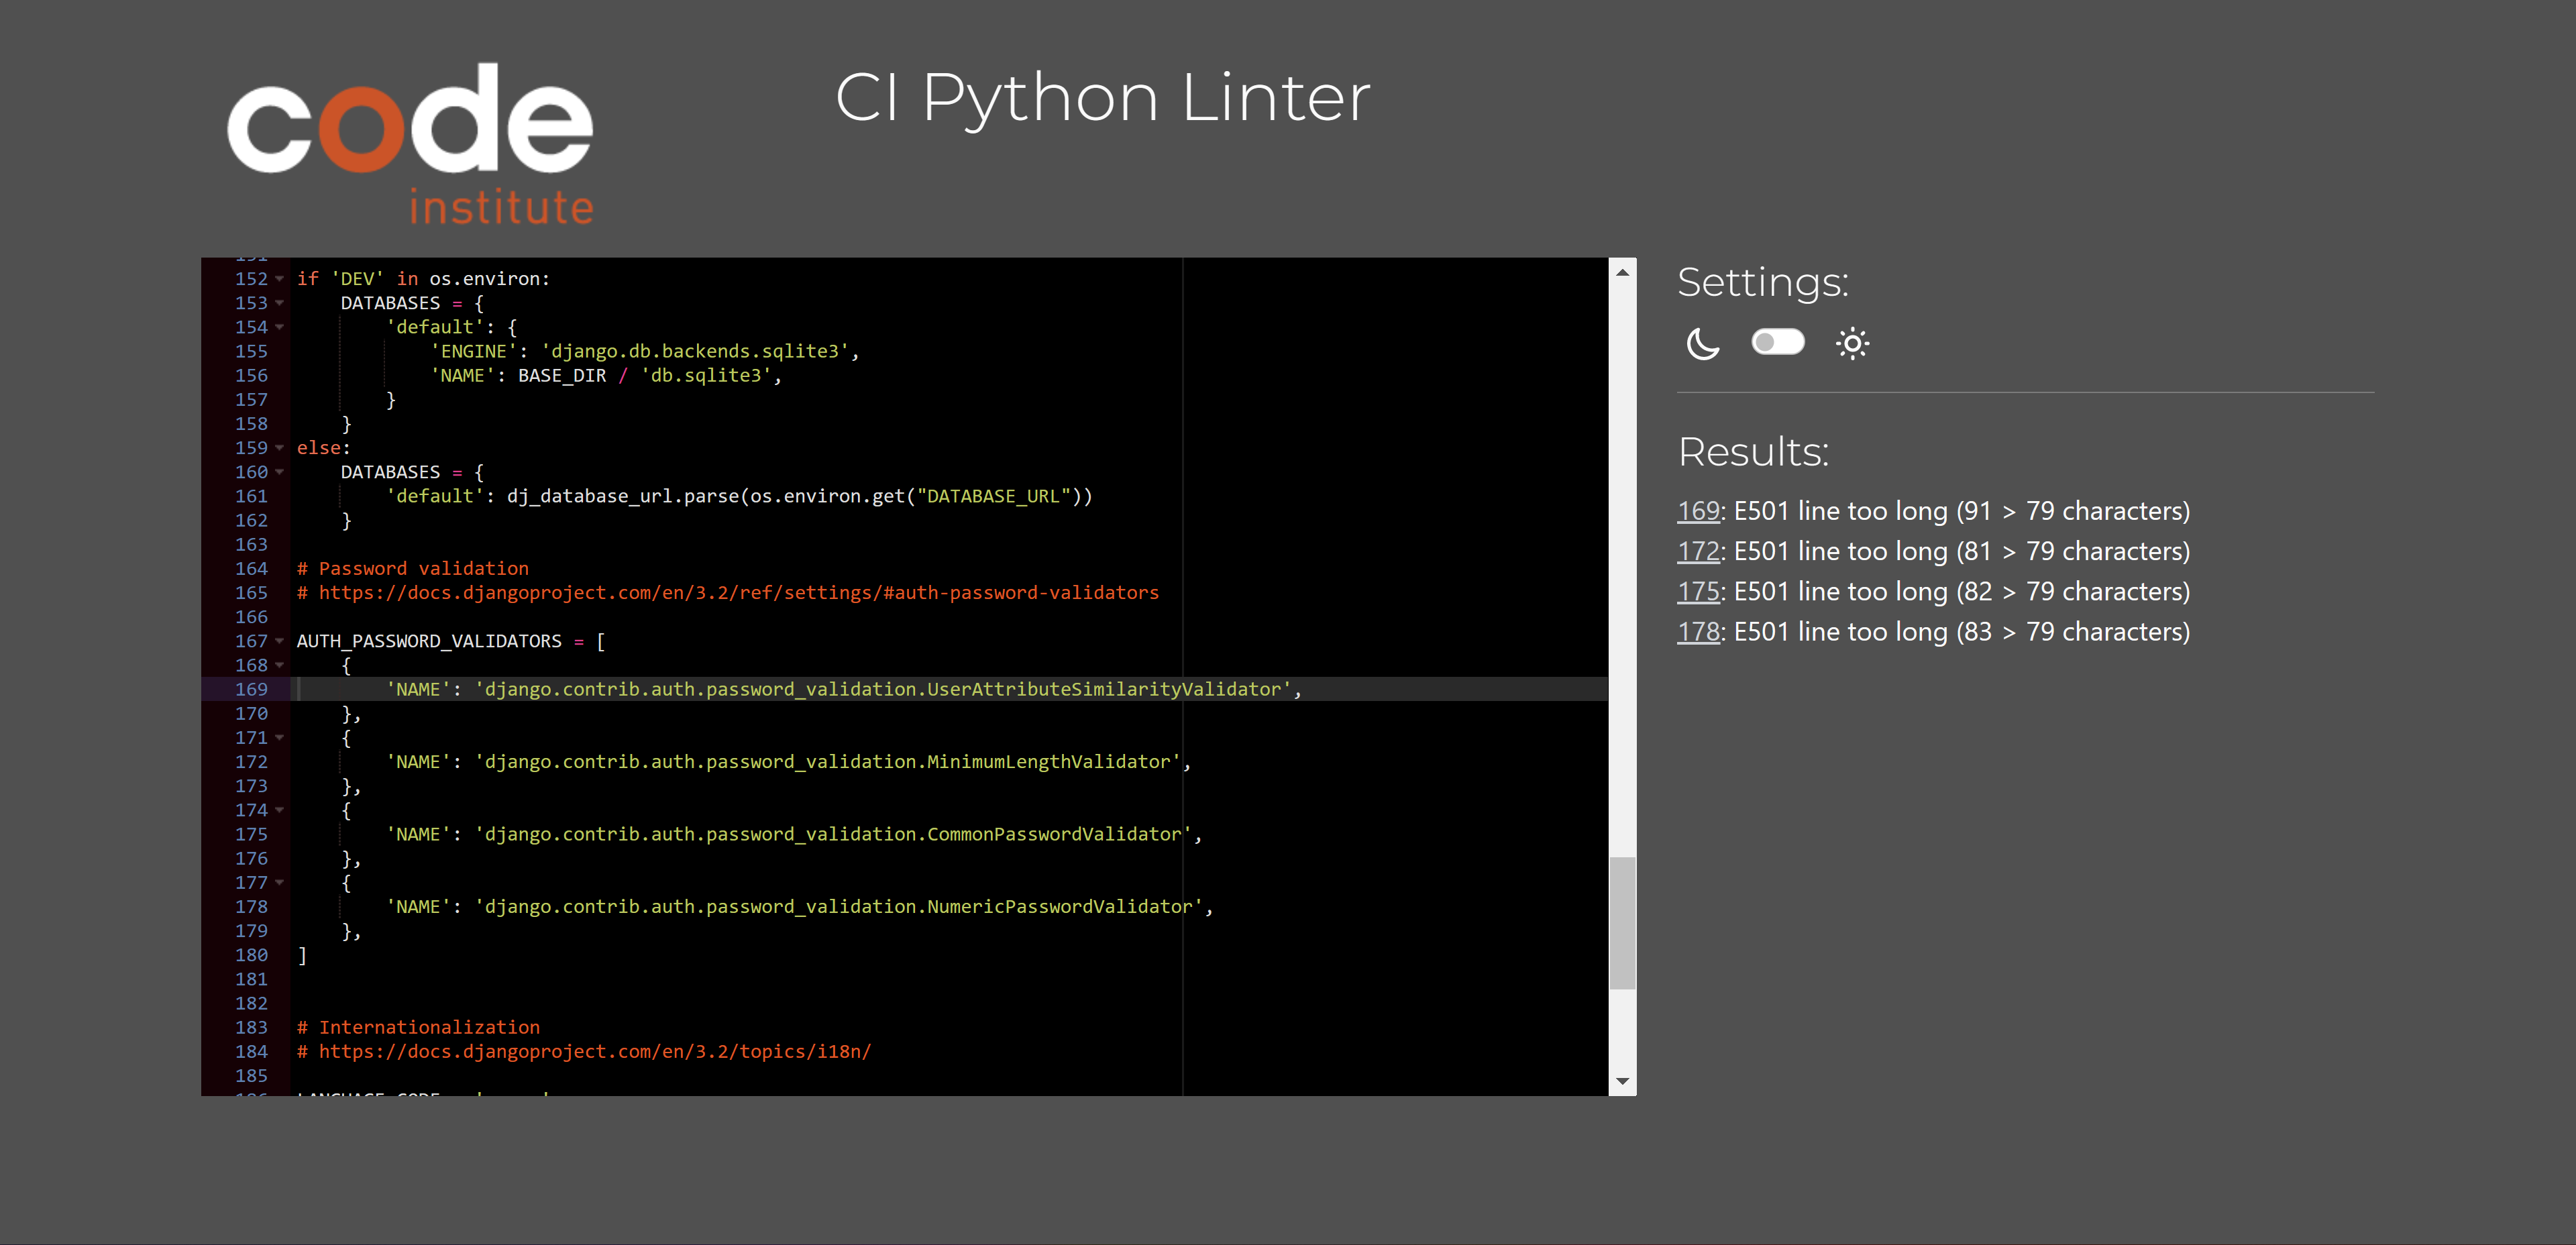 code
institute
CI Python Linter
152 if 'DEV' in os.environ:
153     DATABASES = {
154         'default': {
155             'ENGINE': 'django.db.backends.sqlite3',
156             'NAME': BASE_DIR / 'db.sqlite3',
157         }
158     }
159 else:
160     DATABASES = {
161         'default': dj_database_url.parse(os.environ.get("DATABASE_URL"))
162     }
163
164 # Password validation
165 # https://docs.djangoproject.com/en/3.2/ref/settings/#auth-password-validators
166
167 AUTH_PASSWORD_VALIDATORS = [
168     {
169         'NAME': 'django.contrib.auth.password_validation.UserAttributeSimilarityValidator',
170     },
171     {
172         'NAME': 'django.contrib.auth.password_validation.MinimumLengthValidator',
173     },
174     {
175         'NAME': 'django.contrib.auth.password_validation.CommonPasswordValidator',
176     },
177     {
178         'NAME': 'django.contrib.auth.password_validation.NumericPasswordValidator',
179     },
180 ]
181
182
183 # Internationalization
184 # https://docs.djangoproject.com/en/3.2/topics/i18n/
185
Settings:
Results:
169: E501 line too long (91 > 79 characters)
172: E501 line too long (81 > 79 characters)
175: E501 line too long (82 > 79 characters)
178: E501 line too long (83 > 79 characters)